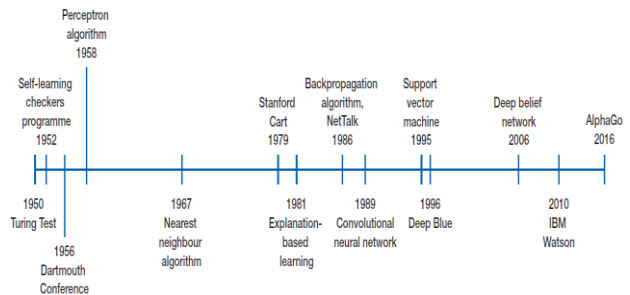 Perceptron
algorithm
1958
Self-learning
checkers
programme
1952
Stanford
Cart
1979
Backpropagation
algorithm,
NetTalk
1986
Support
vector
machine
1995
Deep belief
network
2006
AlphaGo
2016
1950
Turing Test
1956
Dartmouth
Conference
1967
Nearest
neighbour
algorithm
1981
Explanation-
based
learning
1989
Convolutional
neural network
1996
Deep Blue
2010
IBM
Watson